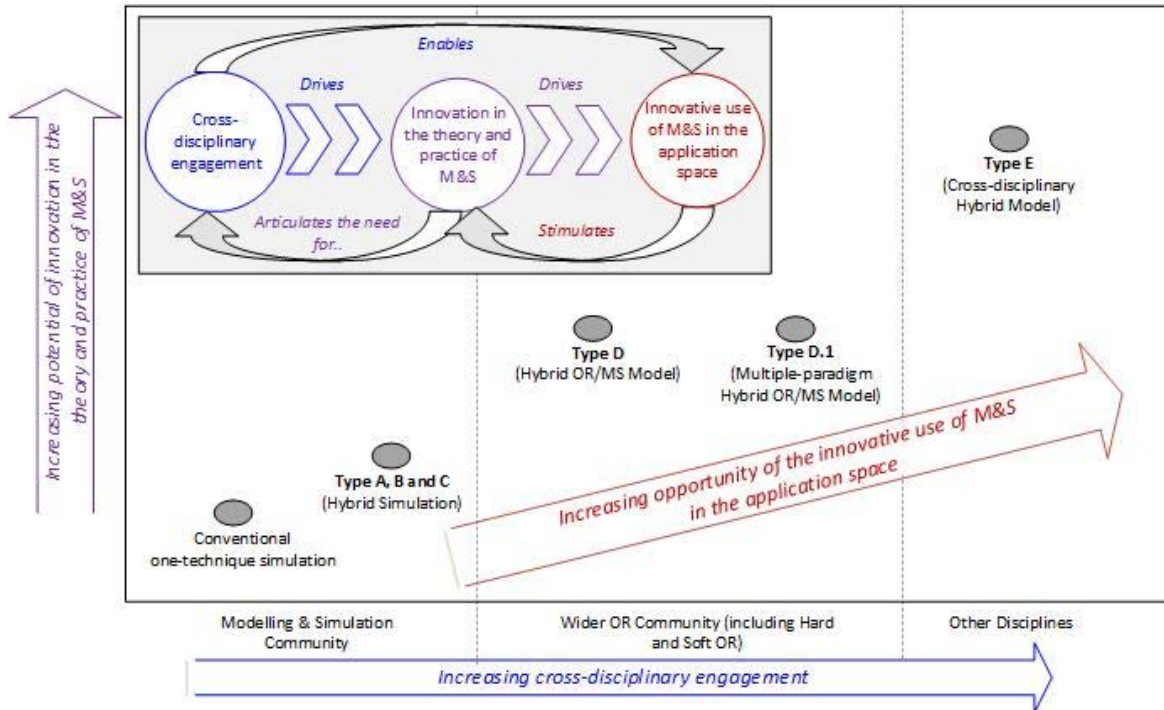 Enables
Drives
Drives
Cross-
disciplinary
engagement
Innovation in
the theory and
practice of
M&S
Innovative use
of M&S in the
application
space
Articulates the need
for..
Stimulates
Increasing potential of innovation in the
theory and practice of M&S
Type E
(Cross-disciplinary
Hybrid Model)
Type D
(Hybrid OR/MS Model)
Type D.1
(Multiple-paradigm
Hybrid OR/MS Model)
Type A, B and C
(Hybrid Simulation)
Conventional
one-technique simulation
Increasing opportunity of the innovative use of M&S
in the application space
Modelling & Simulation
Community
Wider OR Community (including Hard
and Soft OR)
Other Disciplines
Increasing cross-disciplinary engagement